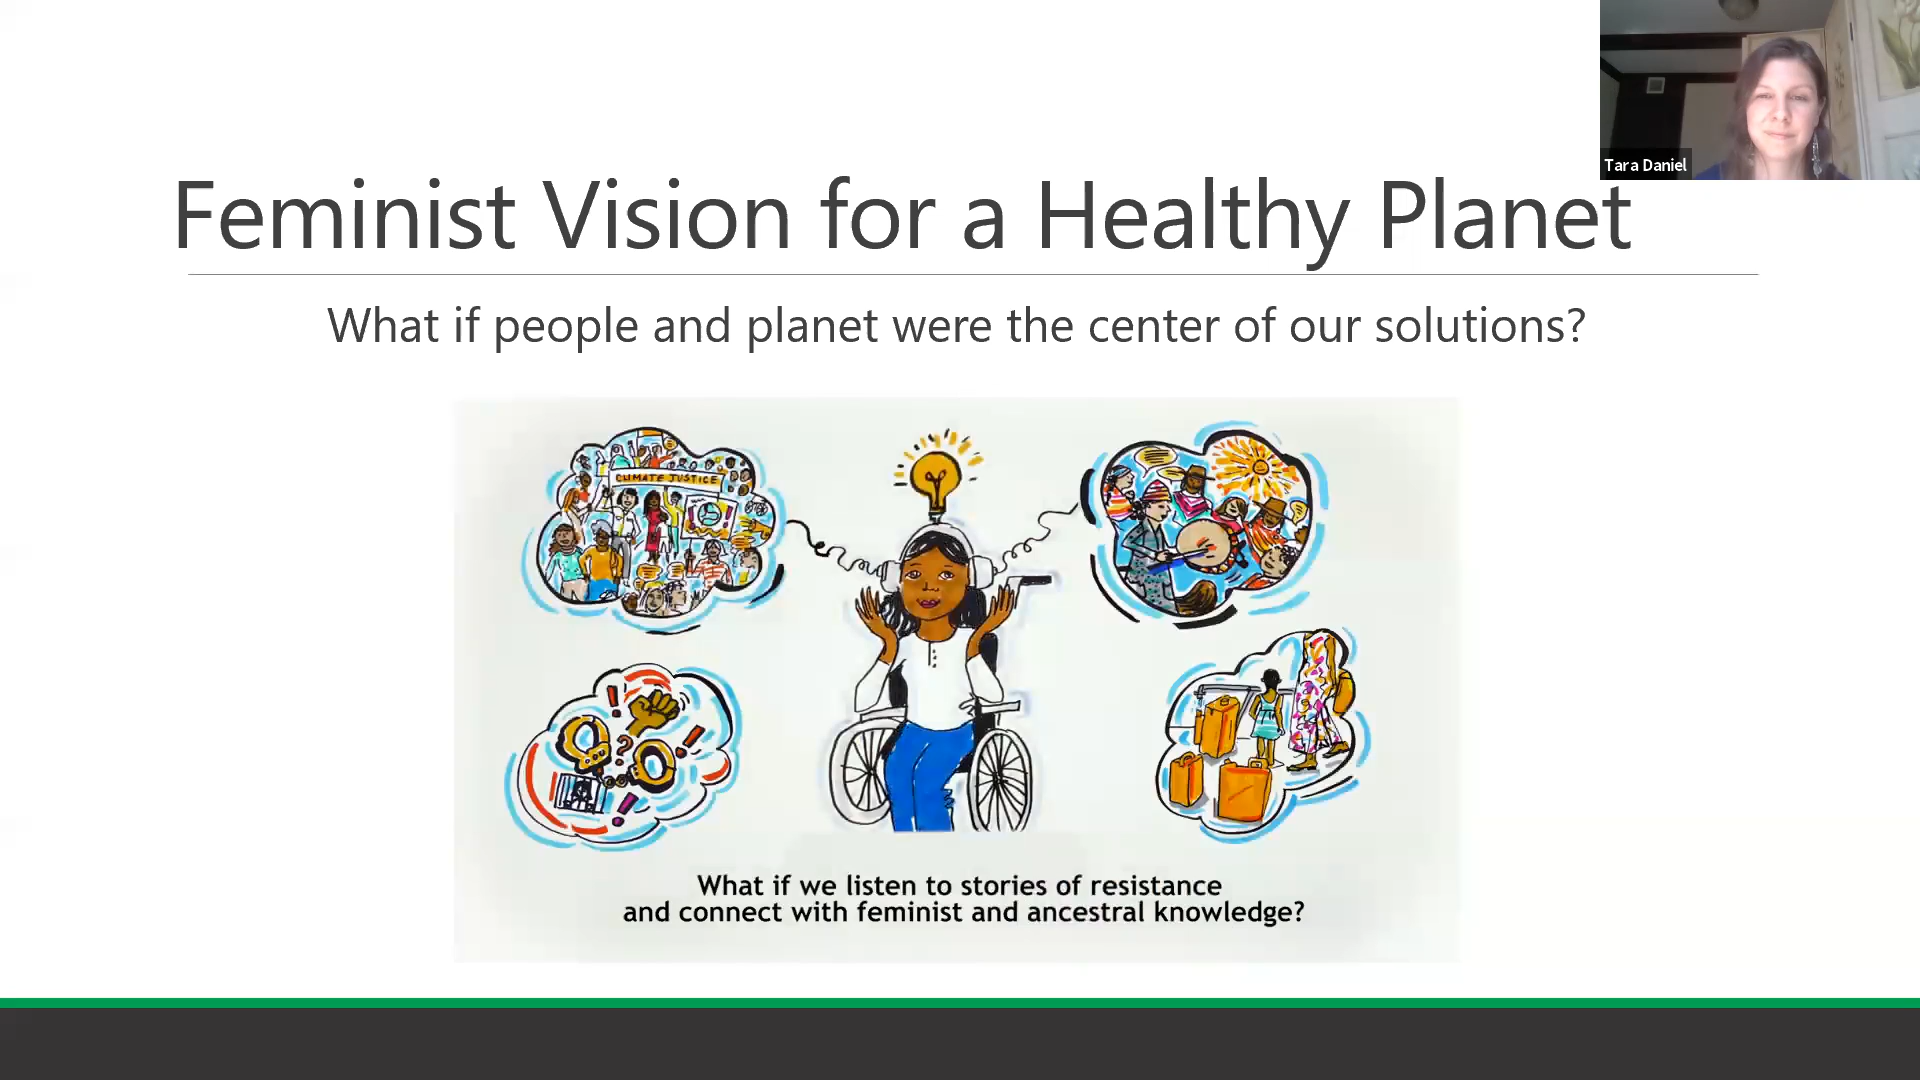 Tara Daniel
Feminist Vision for a Healthy Planet
What if people and planet were the center of our solutions?
CLIMATE JUSTICE
What if we listen to stories of resistance
and connect with feminist and ancestral knowledge?